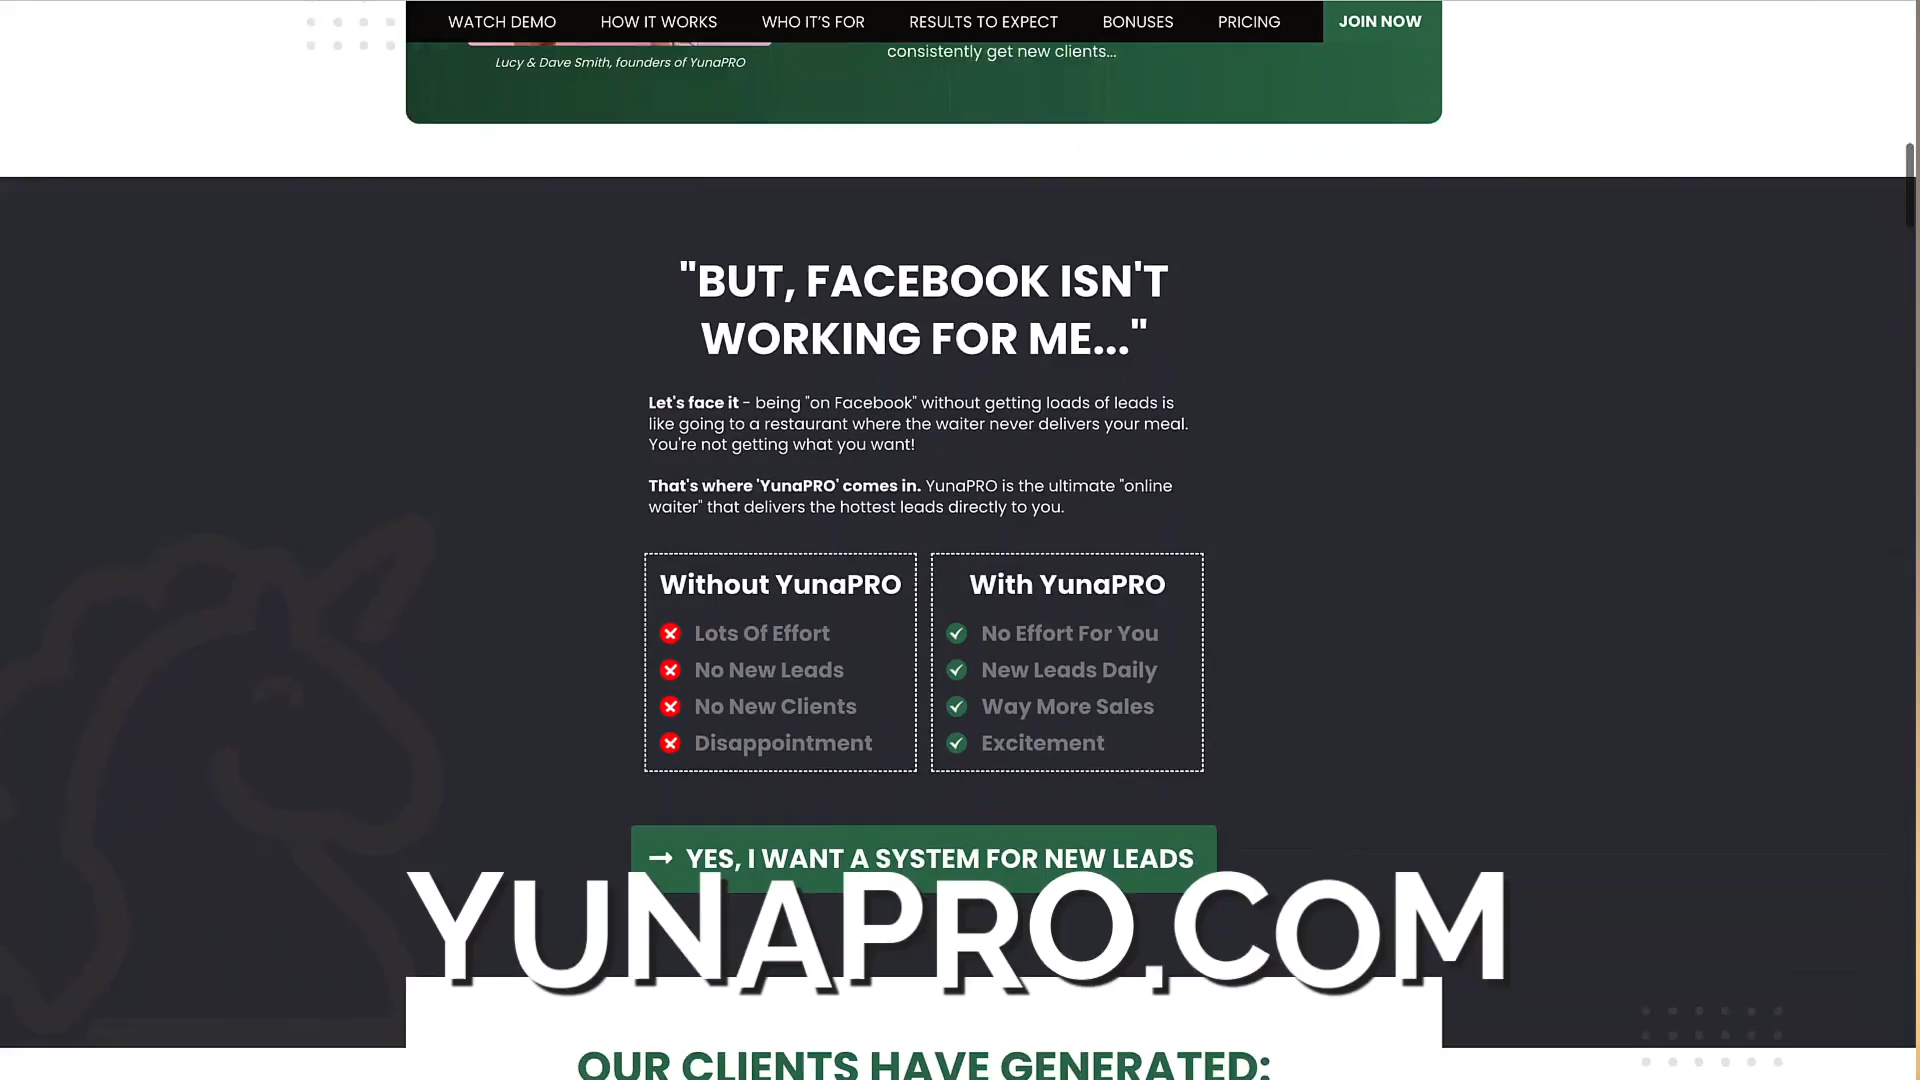 WATCH DEMO HOW IT WORKS WHO IT'S FOR RESULTS TO EXPECT BONUSES PRICING JOIN NOW
Lucy & Dave Smith, founders of YunaPRO
consistently get new clients...
"BUT, FACEBOOK ISN'T
WORKING FOR ME..."
Let's face it - being "on Facebook" without getting loads of leads is
like going to a restaurant where the waiter never delivers your meal.
You're not getting what you want!
That's where 'YunaPRO' comes in. YunaPRO is the ultimate "online
waiter" that delivers the hottest leads directly to you.
Without YunaPRO
Lots Of Effort
No New Leads
No New Clients
Disappointment
With YunaPRO
No Effort For You
New Leads Daily
Way More Sales
Excitement
YES, I WANT A SYSTEM FOR NEW LEADS
YUNAPRO.COM
OUR CLIENTS HAVE GENERATED: